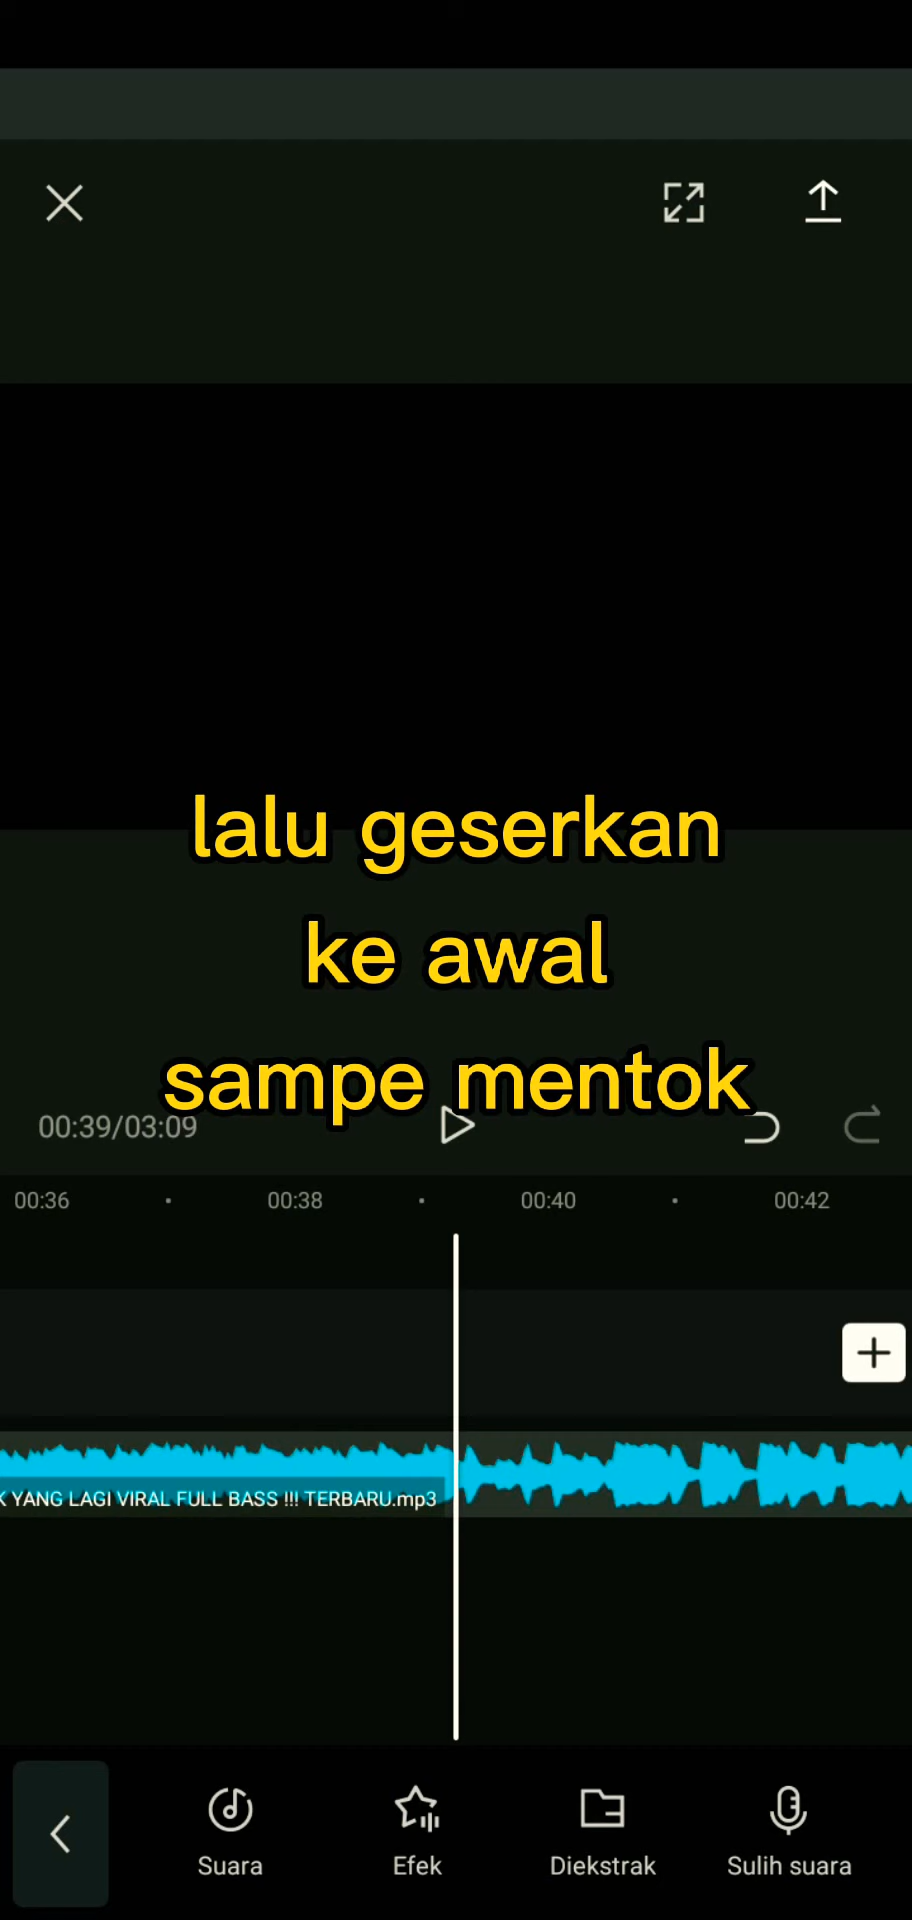 lalu geserkan
ke awal
sampe mentok
00:39/03:09
00:36 00:38 00:40 00:42
K YANG LAGI VIRAL FULL BASS !!! TERBARU.mp3
Suara Efek Diekstrak Sulih suara